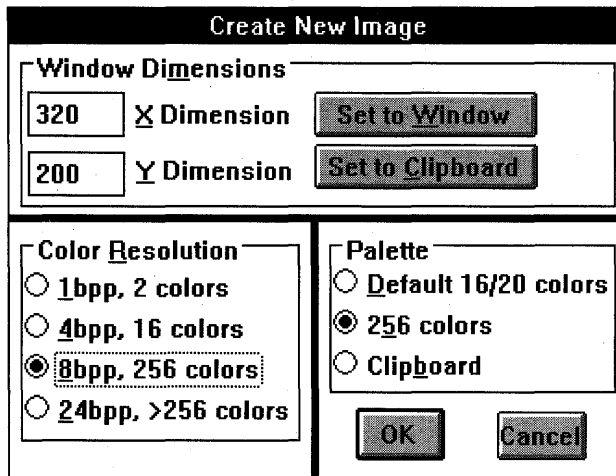 Create New Image
Window Dimensions
320 X Dimension Set to Window
200 Y Dimension Set to Clipboard
Color Resolution
1bpp, 2 colors
4bpp, 16 colors
8bpp, 256 colors
24bpp, >256 colors
Palette
Default 16/20 colors
256 colors
Clipboard
OK Cancel